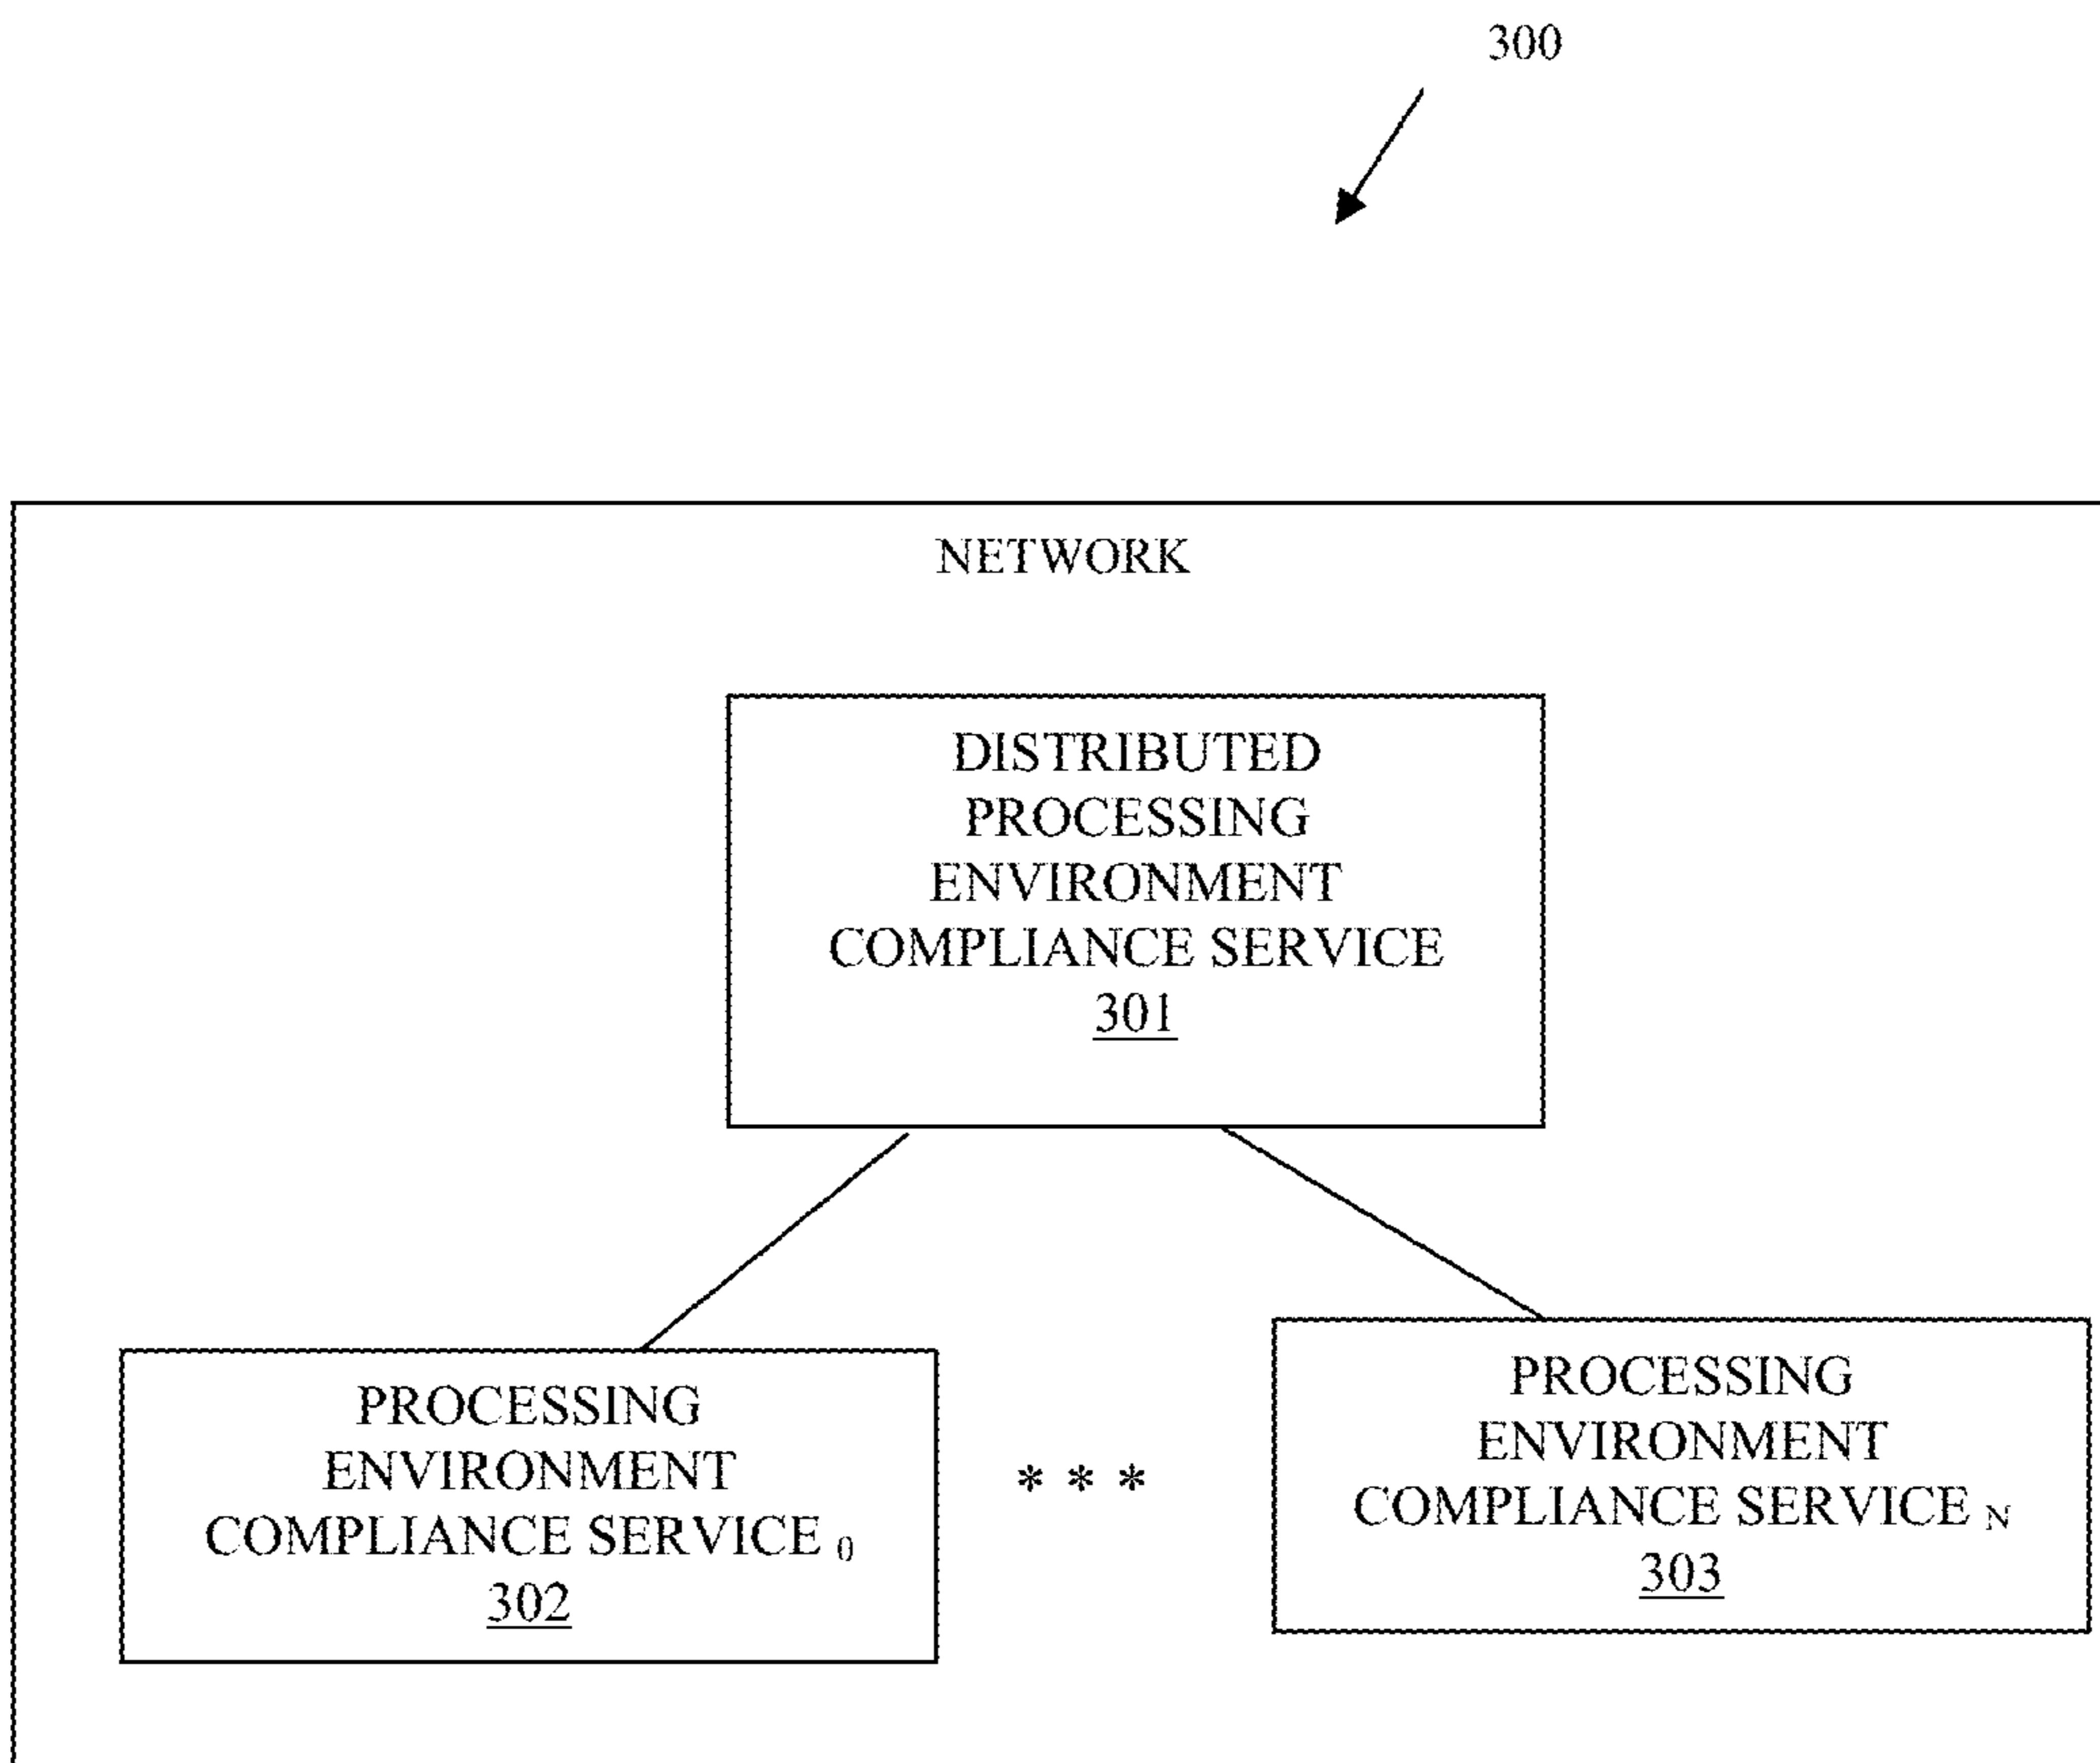 300
NETWORK
DISTRIBUTED
PROCESSING
ENVIRONMENT
COMPLIANCE SERVICE
301
PROCESSING
ENVIRONMENT
COMPLIANCE SERVICE 0
302
* * *
PROCESSING
ENVIRONMENT
COMPLIANCE SERVICE N
303